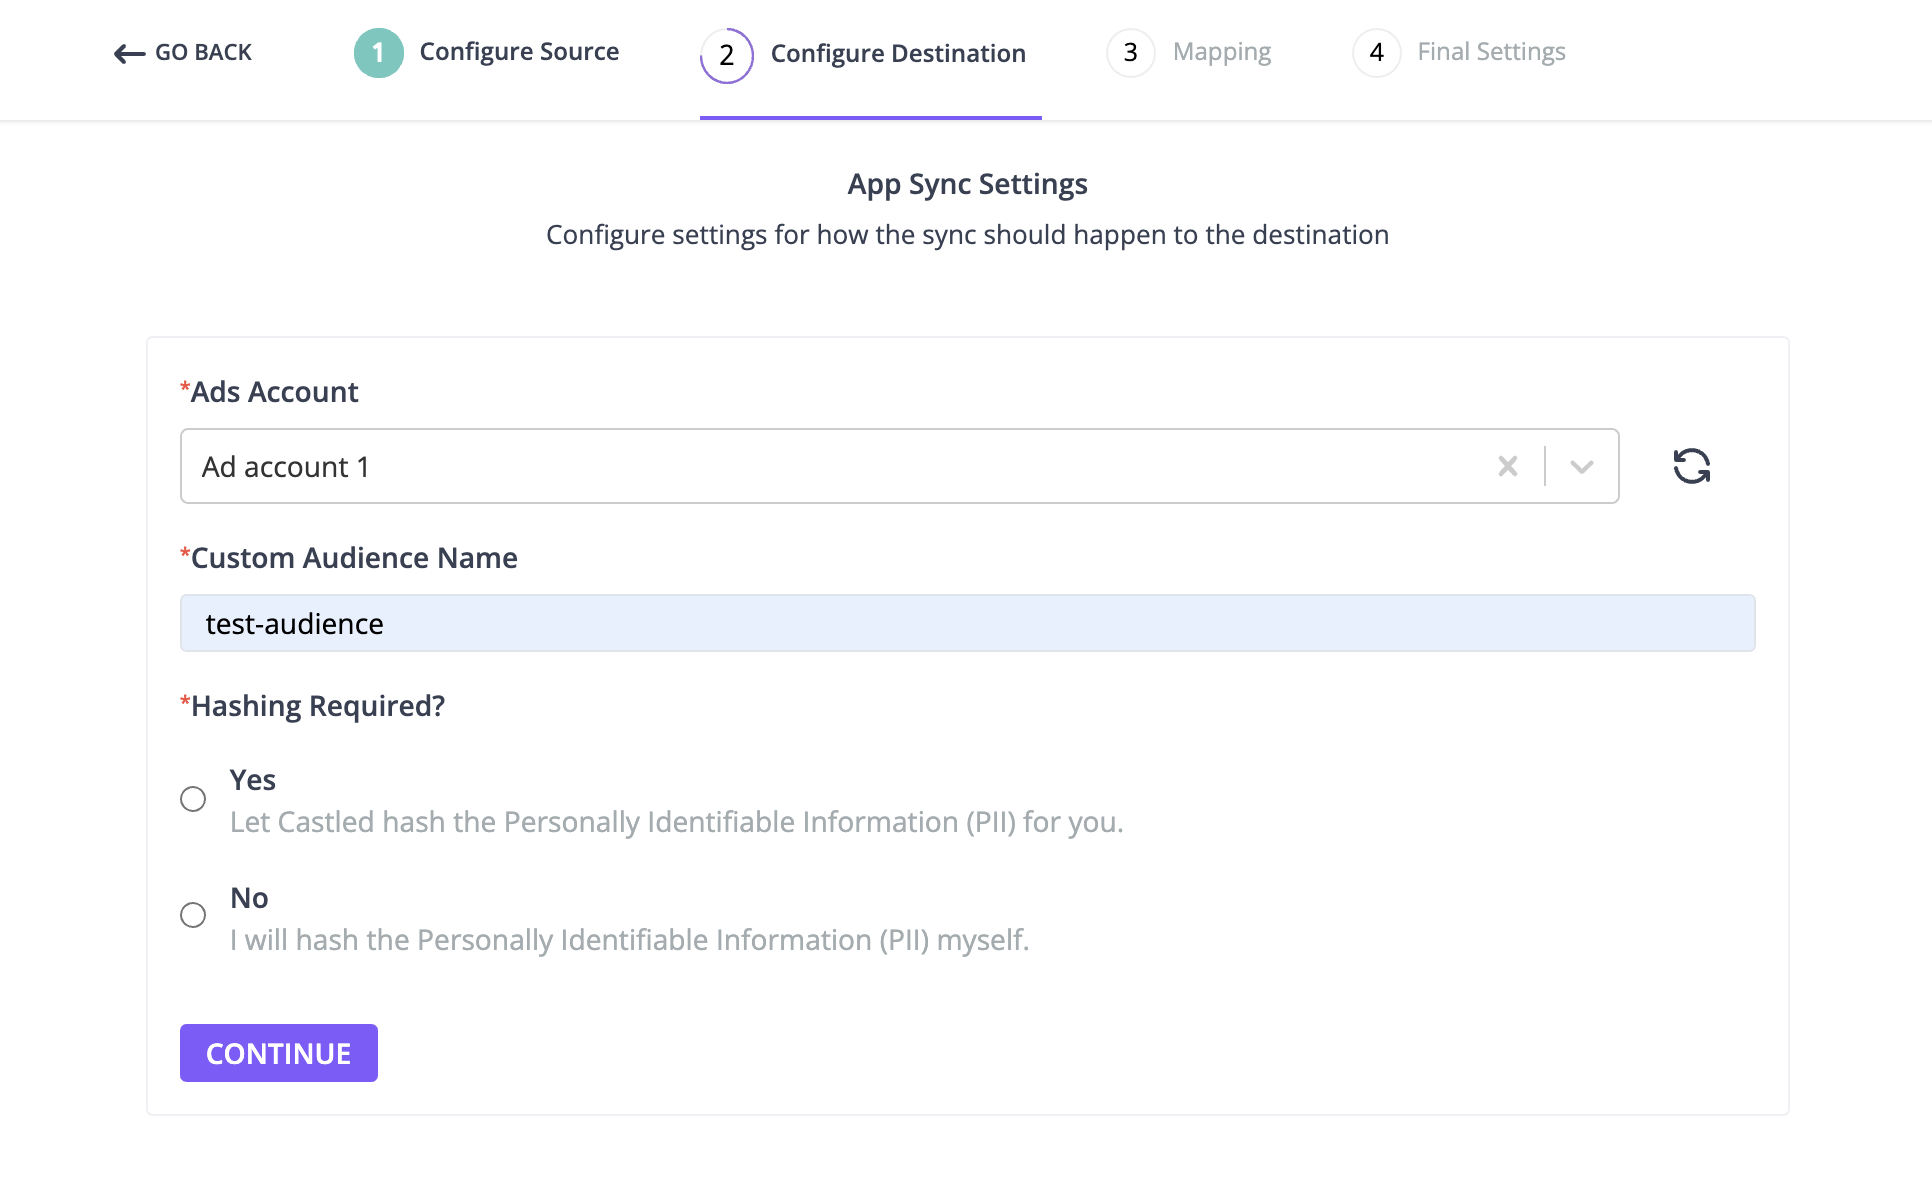 GO BACK
1 Configure Source
2 Configure Destination
3 Mapping
4 Final Settings
App Sync Settings
Configure settings for how the sync should happen to the destination
*Ads Account
Ad account 1
*Custom Audience Name
test-audience
*Hashing Required?
Yes
Let Castled hash the Personally Identifiable Information (PII) for you.
No
I will hash the Personally Identifiable Information (PII) myself.
CONTINUE